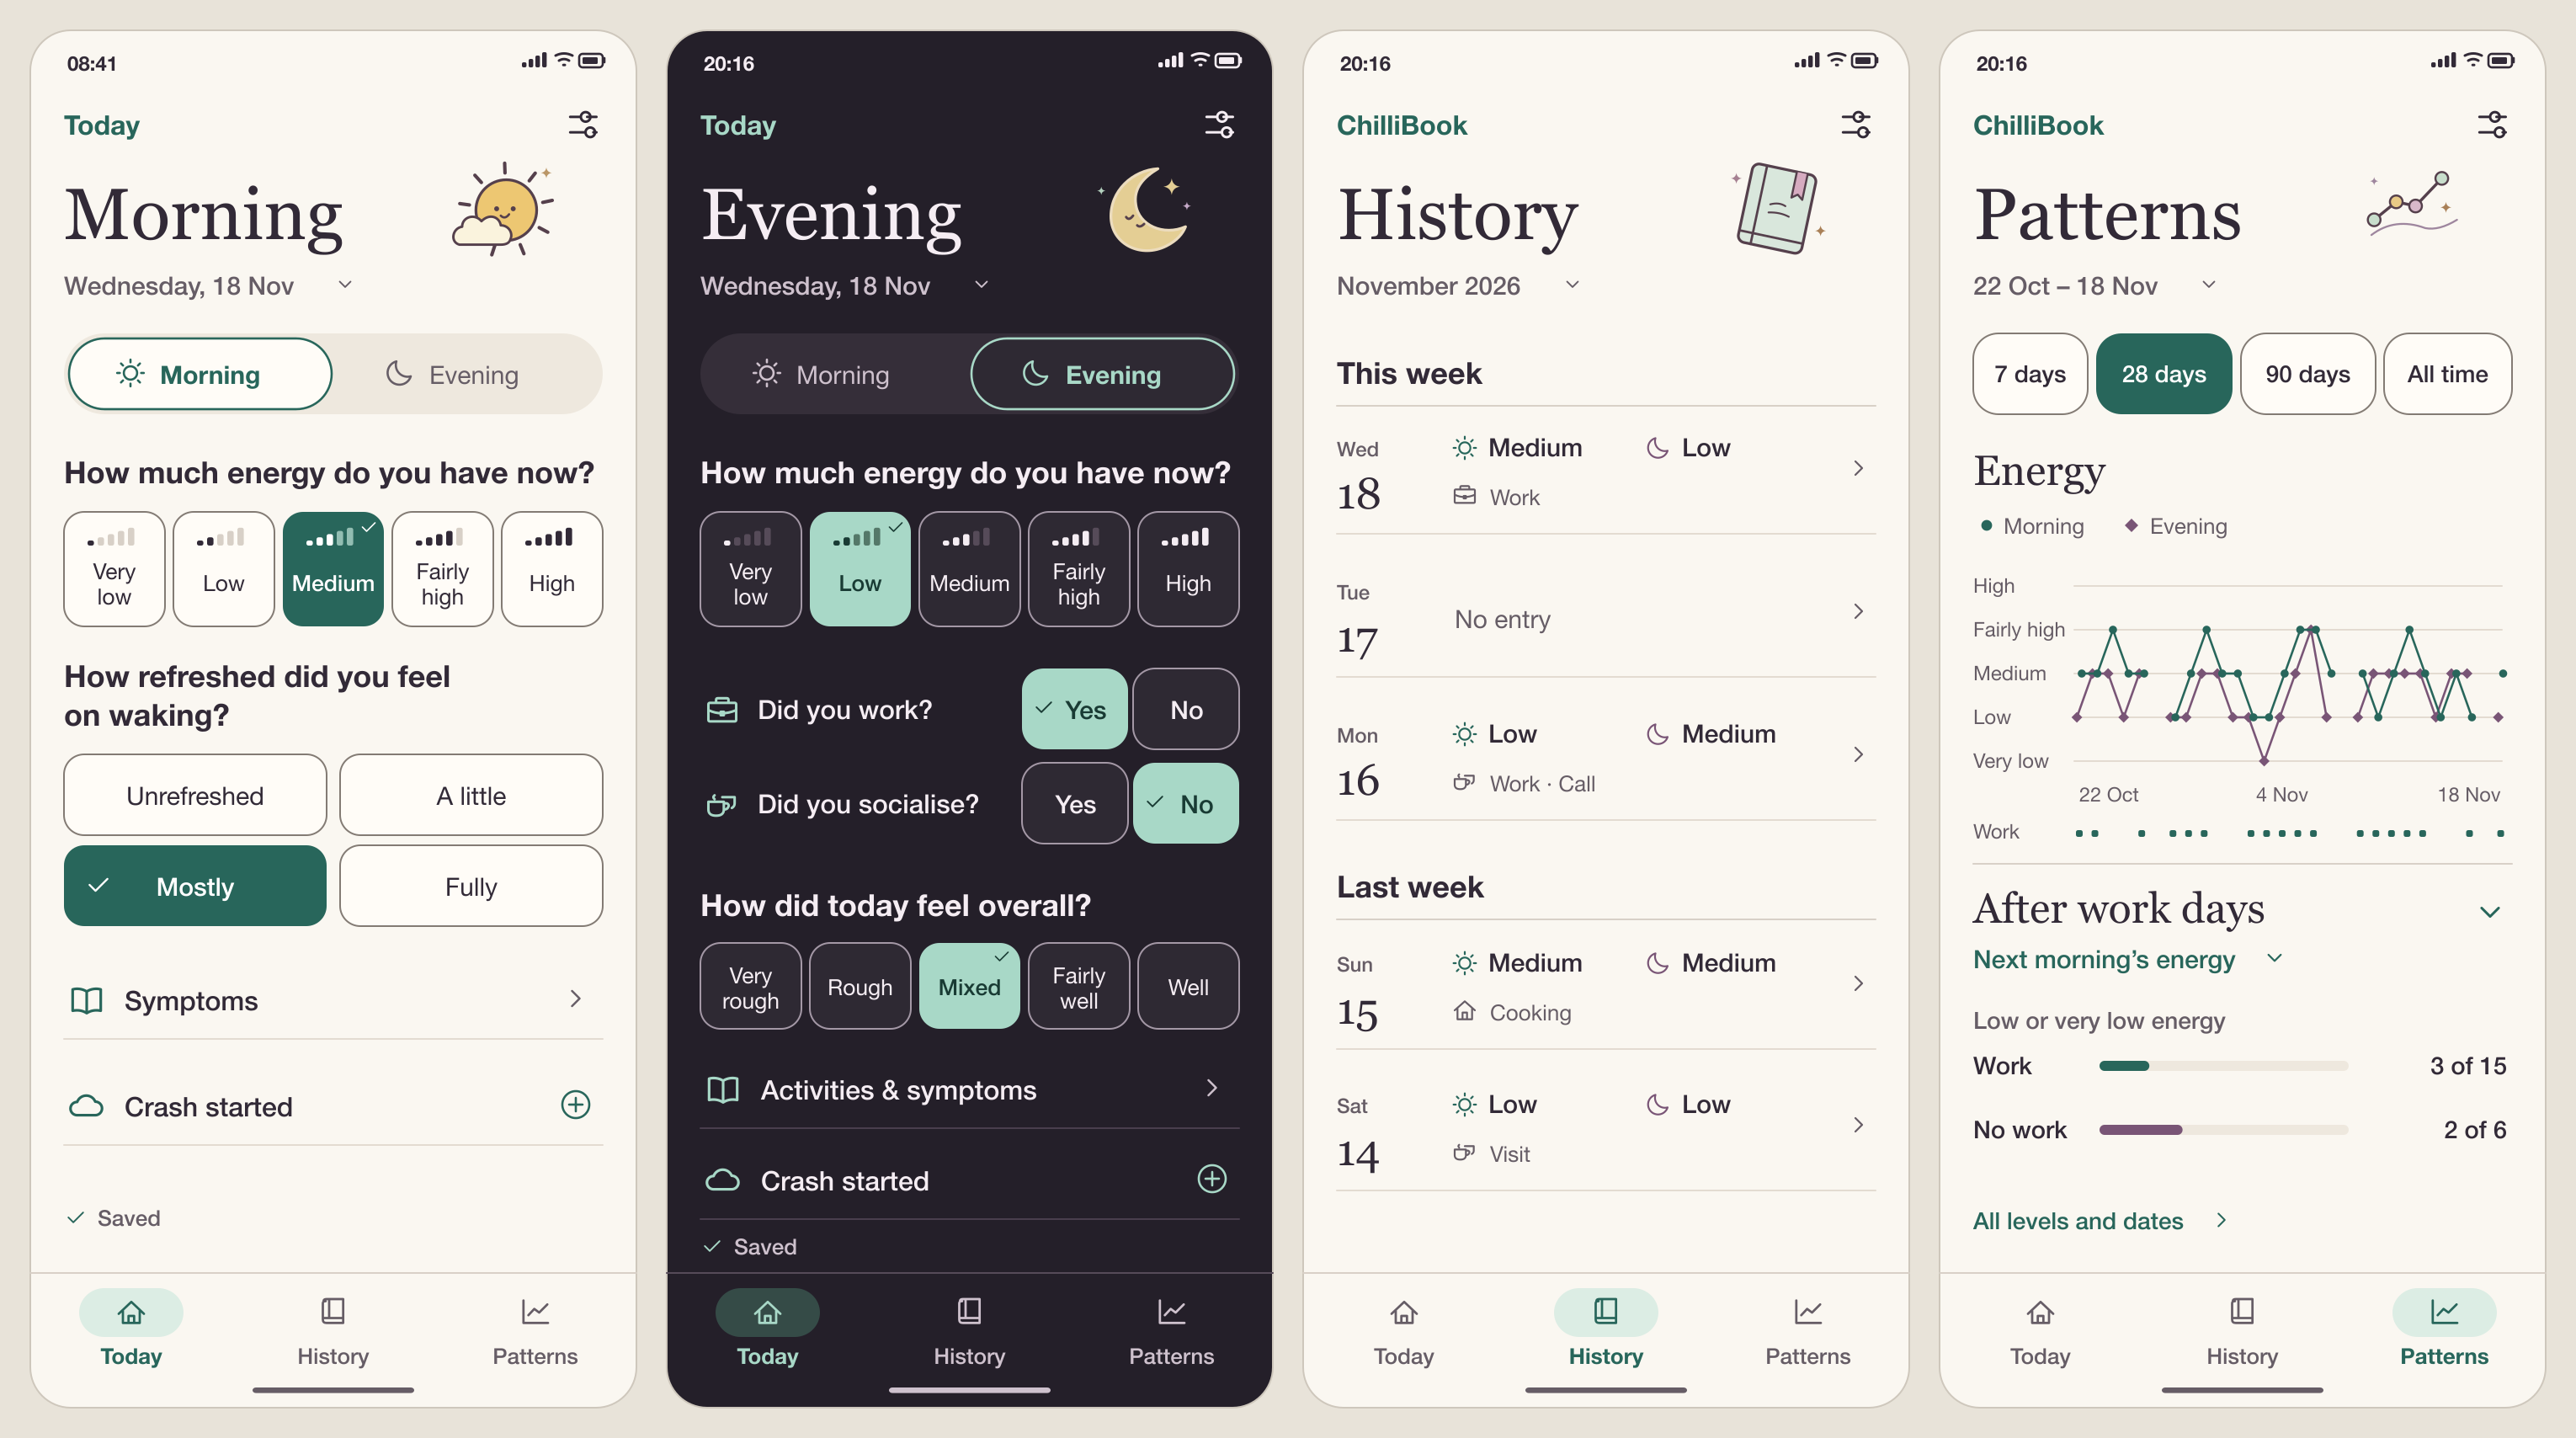 08:41
Today
Morning
Wednesday, 18 Nov
Morning
Evening
How much energy do you have now?
Very
low
Low
Medium
Fairly
high
High
How refreshed did you feel
on waking?
Unrefreshed
A little
Mostly
Fully
Symptoms
Crash started
Saved
Today
History
Patterns
20:16
Today
Evening
Wednesday, 18 Nov
Morning
Evening
How much energy do you have now?
Very
low
Low
Medium
Fairly
high
High
Did you work?
Yes
No
Did you socialise?
Yes
No
How did today feel overall?
Very
rough
Rough
Mixed
Fairly
well
Well
Activities & symptoms
Crash started
Saved
Today
History
Patterns
20:16
ChilliBook
History
November 2026
This week
Wed
18
Medium
Low
Work
Tue
17
No entry
Mon
16
Low
Medium
Work · Call
Last week
Sun
15
Medium
Medium
Cooking
Sat
14
Low
Low
Visit
Today
History
Patterns
20:16
ChilliBook
Patterns
22 Oct – 18 Nov
7 days
28 days
90 days
All time
Energy
Morning
Evening
High
Fairly high
Medium
Low
Very low
22 Oct
4 Nov
18 Nov
Work
After work days
Next morning’s energy
Low or very low energy
Work
3 of 15
No work
2 of 6
All levels and dates
Today
History
Patterns